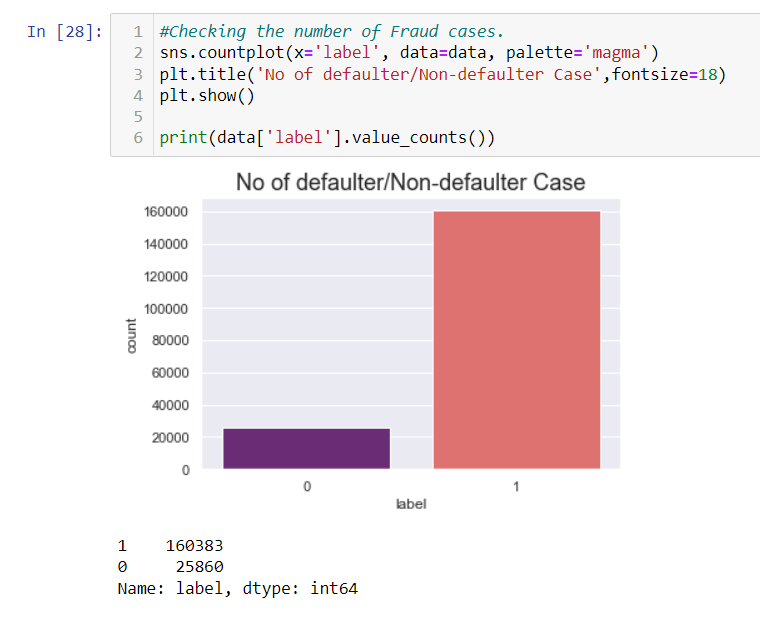 In [28]:
1 #Checking the number of Fraud cases.
2 sns.countplot(x='label', data=data, palette='magma')
3 plt.title('No of defaulter/Non-defaulter Case',fontsize=18)
4 plt.show()
5
6 print(data['label'].value_counts())
No of defaulter/Non-defaulter Case
160000
140000
120000
100000
80000
60000
40000
20000
0
count
0 1
label
1 160383
0 25860
Name: label, dtype: int64